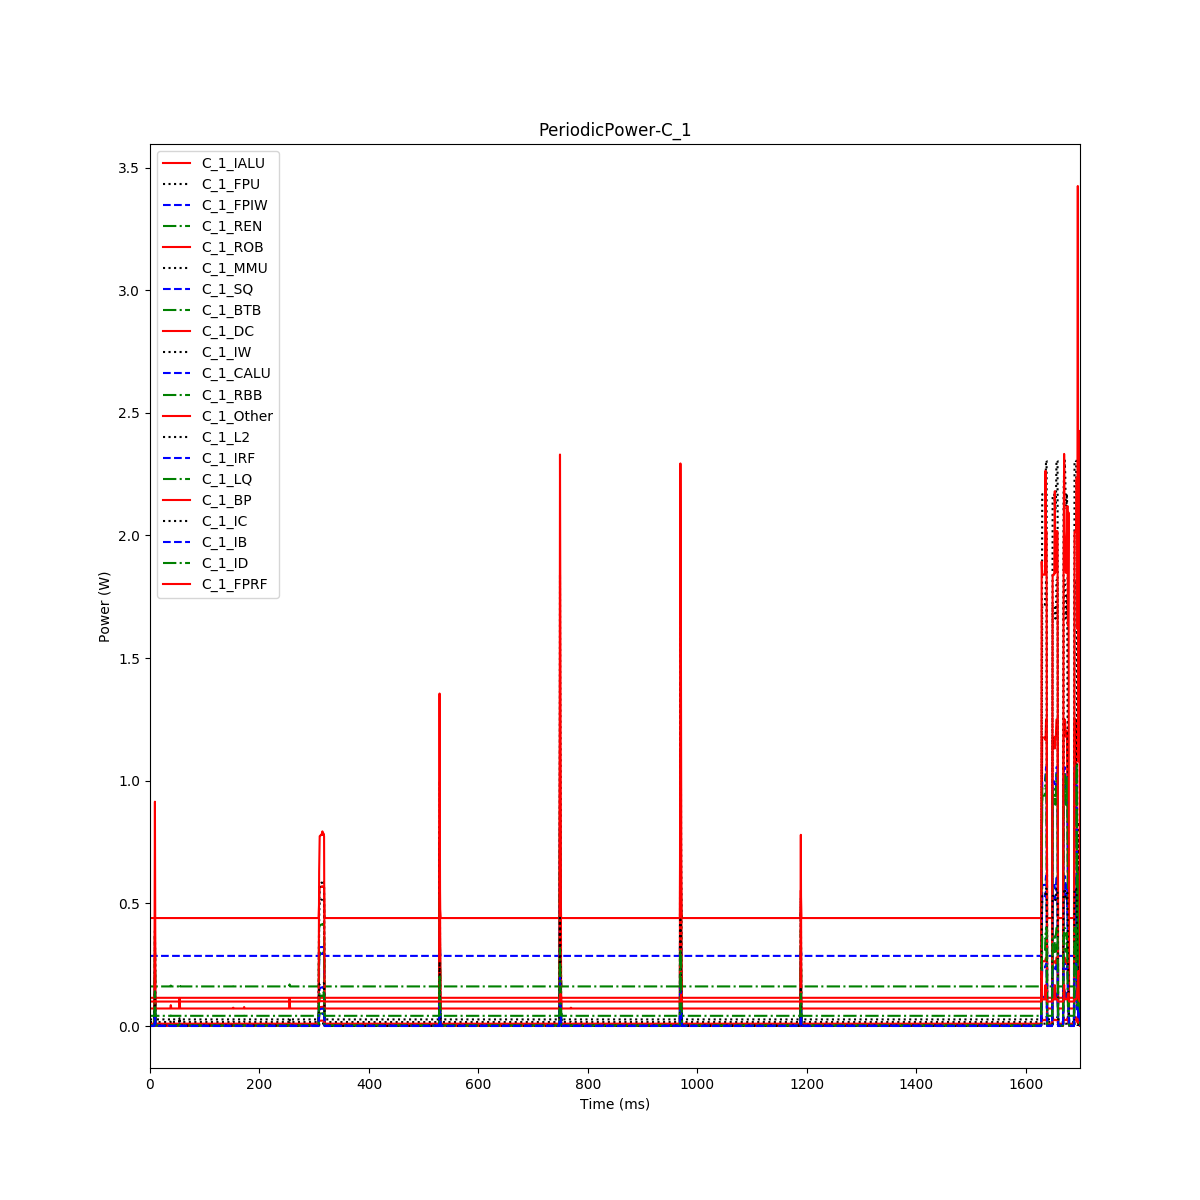 PeriodicPower-C_1
C_1_IALU
C_1_FPU
C_1_FPIW
C_1_REN
C_1_ROB
C_1_MMU
C_1_SQ
C_1_BTB
C_1_DC
C_1_IW
C_1_CALU
C_1_RBB
C_1_Other
C_1_L2
C_1_IRF
C_1_LQ
C_1_BP
C_1_IC
C_1_IB
C_1_ID
C_1_FPRF
Power (W)
3.5
3.0
2.5
2.0
1.5
1.0
0.5
0.0
0 200 400 600 800 1000 1200 1400 1600
Time (ms)